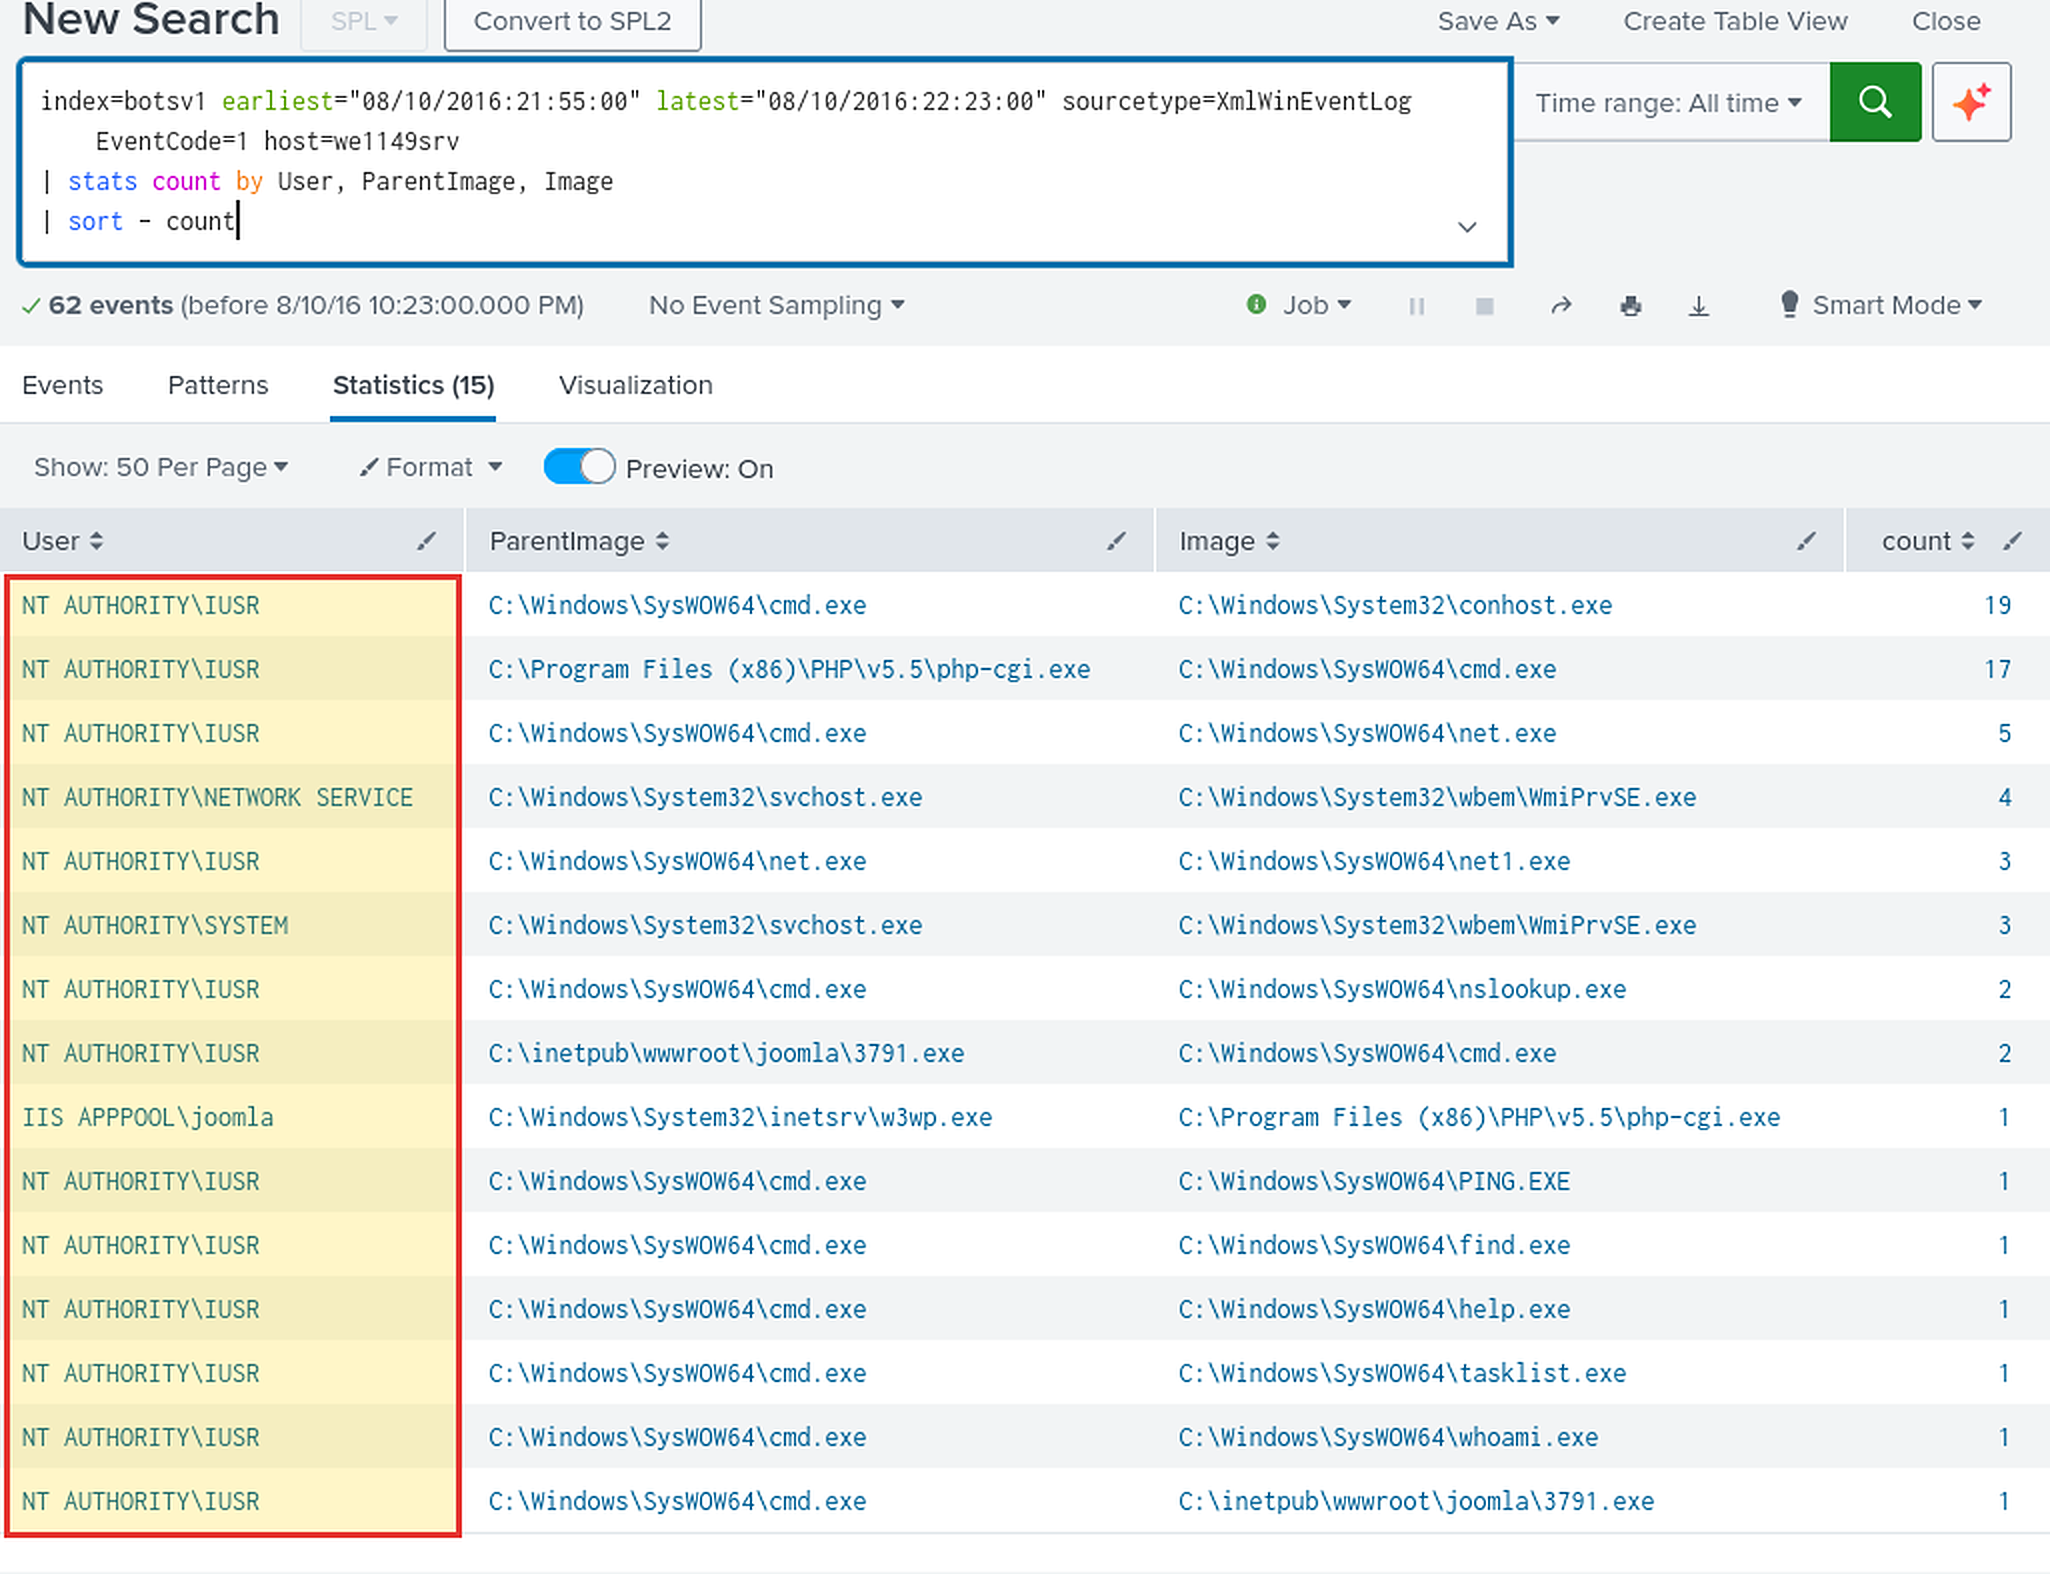 New Search SPL Convert to SPL2 Save As Create Table View Close
index=botsv1 earliest="08/10/2016:21:55:00" latest="08/10/2016:22:23:00" sourcetype=XmlWinEventLog Time range: All time
EventCode=1 host=we1149srv
| stats count by User, ParentImage, Image
| sort - count
62 events (before 8/10/16 10:23:00.000 PM) No Event Sampling Job Smart Mode
Events Patterns Statistics (15) Visualization
Show: 50 Per Page Format Preview: On
User ParentImage Image count
NT AUTHORITY\IUSR C:\Windows\SysWOW64\cmd.exe C:\Windows\System32\conhost.exe 19
NT AUTHORITY\IUSR C:\Program Files (x86)\PHP\v5.5\php-cgi.exe C:\Windows\SysWOW64\cmd.exe 17
NT AUTHORITY\IUSR C:\Windows\SysWOW64\cmd.exe C:\Windows\SysWOW64\net.exe 5
NT AUTHORITY\NETWORK SERVICE C:\Windows\System32\svchost.exe C:\Windows\System32\wbem\WmiPrvSE.exe 4
NT AUTHORITY\IUSR C:\Windows\SysWOW64\net.exe C:\Windows\SysWOW64\net1.exe 3
NT AUTHORITY\SYSTEM C:\Windows\System32\svchost.exe C:\Windows\System32\wbem\WmiPrvSE.exe 3
NT AUTHORITY\IUSR C:\Windows\SysWOW64\cmd.exe C:\Windows\SysWOW64\nslookup.exe 2
NT AUTHORITY\IUSR C:\inetpub\wwwroot\joomla\3791.exe C:\Windows\SysWOW64\cmd.exe 2
IIS APPPOOL\joomla C:\Windows\System32\inetsrv\w3wp.exe C:\Program Files (x86)\PHP\v5.5\php-cgi.exe 1
NT AUTHORITY\IUSR C:\Windows\SysWOW64\cmd.exe C:\Windows\SysWOW64\PING.EXE 1
NT AUTHORITY\IUSR C:\Windows\SysWOW64\cmd.exe C:\Windows\SysWOW64\find.exe 1
NT AUTHORITY\IUSR C:\Windows\SysWOW64\cmd.exe C:\Windows\SysWOW64\help.exe 1
NT AUTHORITY\IUSR C:\Windows\SysWOW64\cmd.exe C:\Windows\SysWOW64\tasklist.exe 1
NT AUTHORITY\IUSR C:\Windows\SysWOW64\cmd.exe C:\Windows\SysWOW64\whoami.exe 1
NT AUTHORITY\IUSR C:\Windows\SysWOW64\cmd.exe C:\inetpub\wwwroot\joomla\3791.exe 1